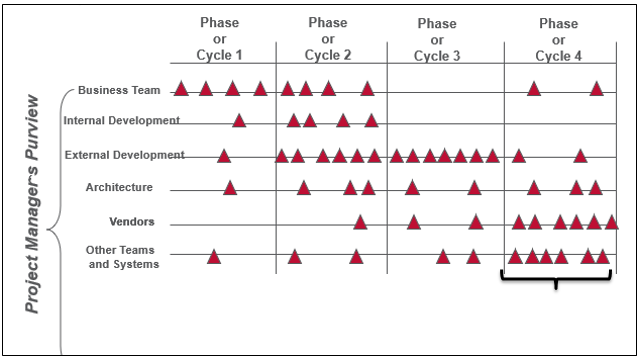 Phase
or
Cycle 1
Phase
or
Cycle 2
Phase
or
Cycle 3
Phase
or
Cycle 4
Project Manager's Purview
Business Team
Internal Development
External Development
Architecture
Vendors
Other Teams
and Systems